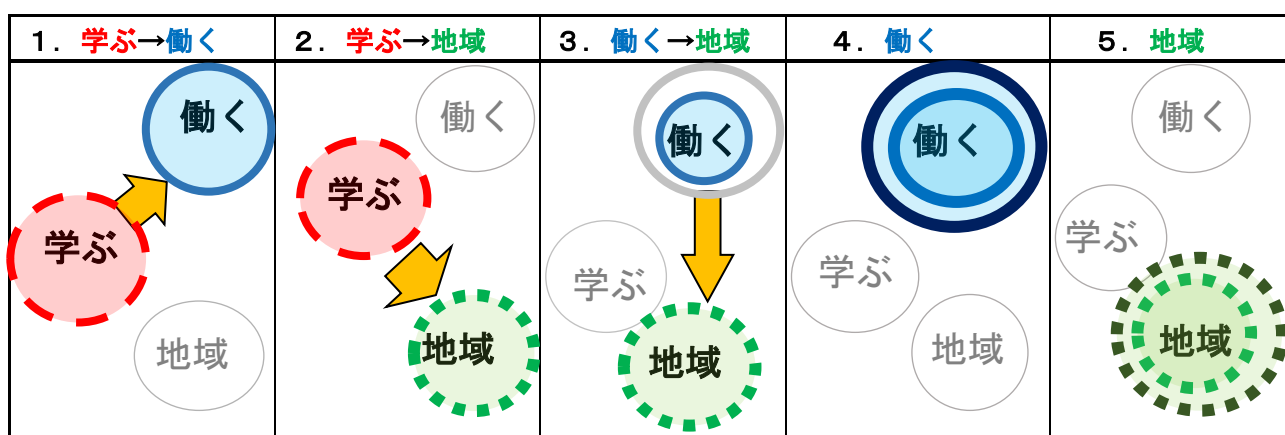 １．学ぶ→働く
２．学ぶ→地域
３．働く→地域
４．働く
５．地域
働く
学ぶ
地域
働く
学ぶ
地域
働く
学ぶ
地域
働く
学ぶ
地域
働く
学ぶ
地域